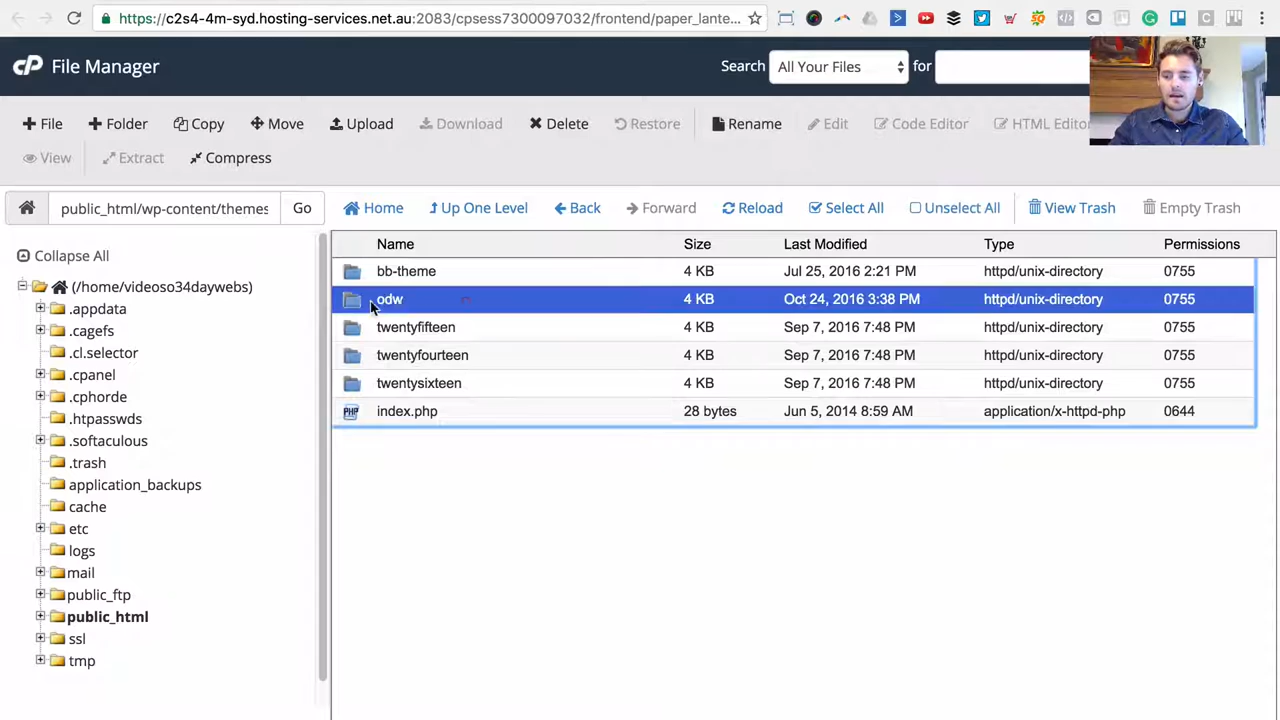 https://c2s4-4m-syd.hosting-services.net.au:2083/cpsess7300097032/frontend/paper_lante...
cP File Manager
Search All Your Files for
File Folder Copy Move Upload Download Delete Restore Rename Edit Code Editor HTML Editor
View Extract Compress
public_html/wp-content/themes Go Home Up One Level Back Forward Reload Select All Unselect All View Trash Empty Trash
Collapse All
(/home/videoso34daywebs)
.appdata
.cagefs
.cl.selector
.cpanel
.cphorde
.htpasswds
.softaculous
.trash
application_backups
cache
etc
logs
mail
public_ftp
public_html
ssl
tmp
Name Size Last Modified Type Permissions
bb-theme 4 KB Jul 25, 2016 2:21 PM httpd/unix-directory 0755
odw 4 KB Oct 24, 2016 3:38 PM httpd/unix-directory 0755
twentyfifteen 4 KB Sep 7, 2016 7:48 PM httpd/unix-directory 0755
twentyfourteen 4 KB Sep 7, 2016 7:48 PM httpd/unix-directory 0755
twentysixteen 4 KB Sep 7, 2016 7:48 PM httpd/unix-directory 0755
PHP index.php 28 bytes Jun 5, 2014 8:59 AM application/x-httpd-php 0644